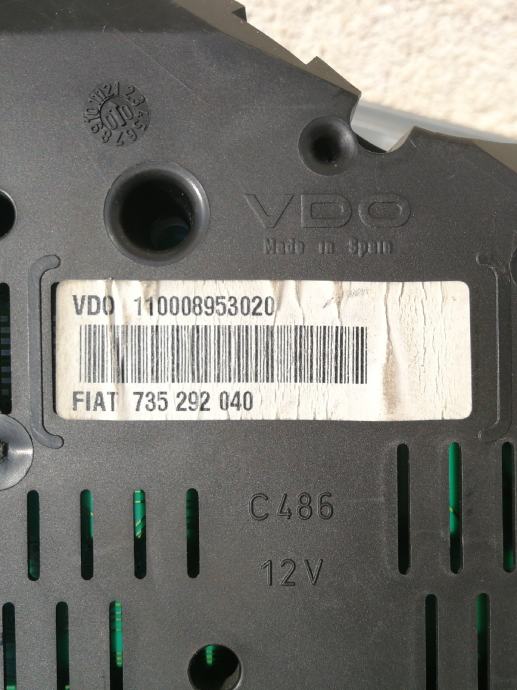 VDO
Made in Spain
VDO 110008953020
FIAT 735 292 040
C486
12V